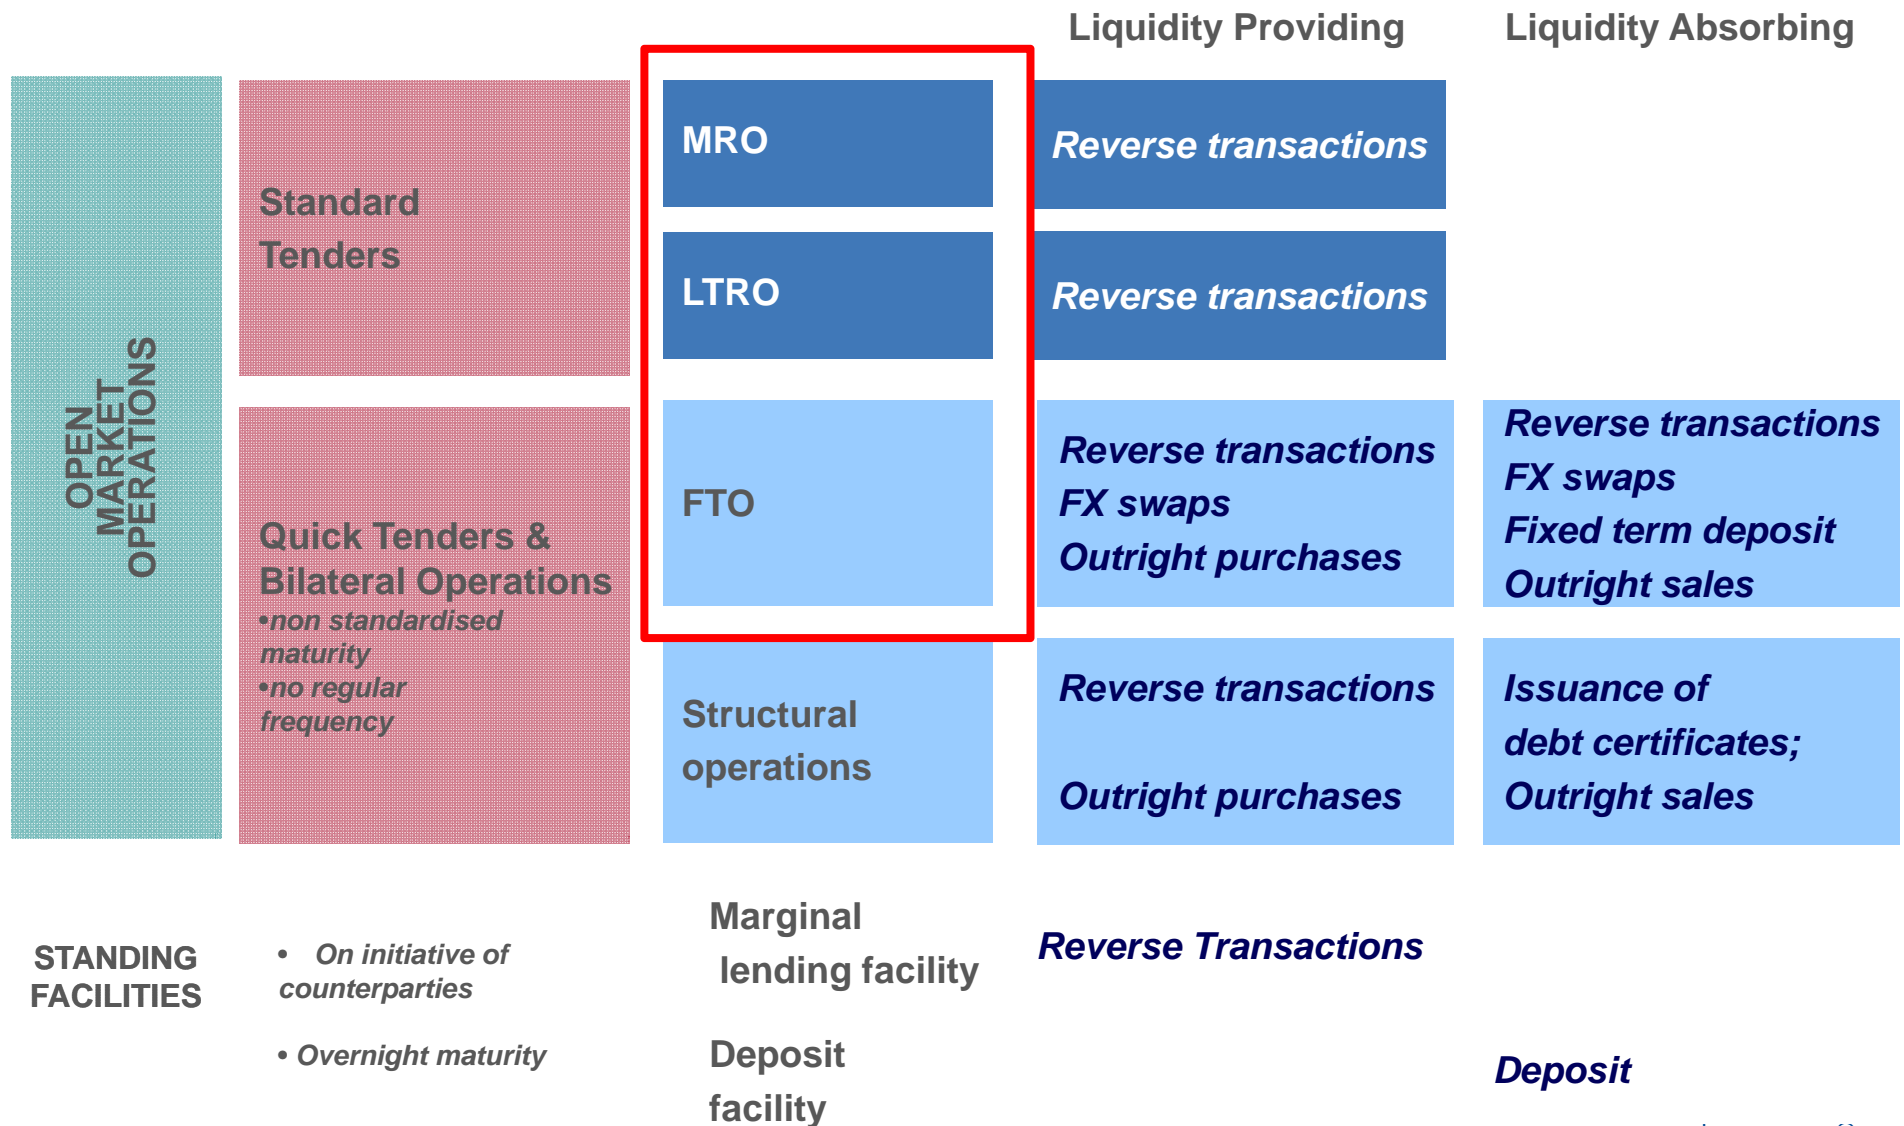 Liquidity Providing
Liquidity Absorbing
OPEN
MARKET
OPERATIONS
Standard
Tenders
MRO
Reverse transactions
LTRO
Reverse transactions
Quick Tenders &
Bilateral Operations
•non standardised
maturity
•no regular
frequency
FTO
Reverse transactions
FX swaps
Outright purchases
Reverse transactions
FX swaps
Fixed term deposit
Outright sales
Structural
operations
Reverse transactions
Outright purchases
Issuance of
debt certificates;
Outright sales
STANDING
FACILITIES
• On initiative of
counterparties
• Overnight maturity
Marginal
lending facility
Reverse Transactions
Deposit
facility
Deposit